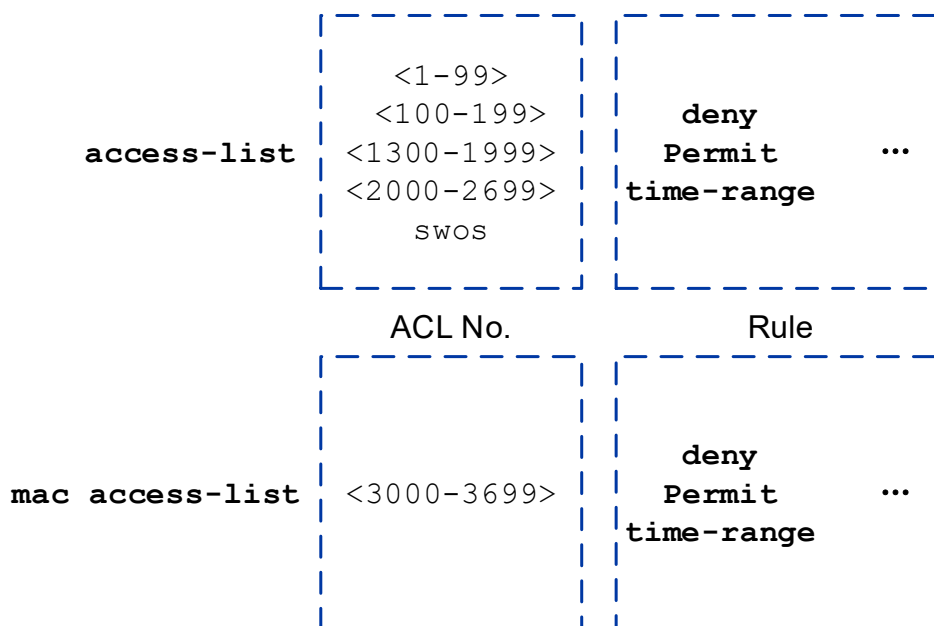 <1-99>
<100-199> deny
access-list <1300-1999> Permit ...
<2000-2699> time-range
swos
ACL No. Rule
deny
mac access-list <3000-3699> Permit ...
time-range